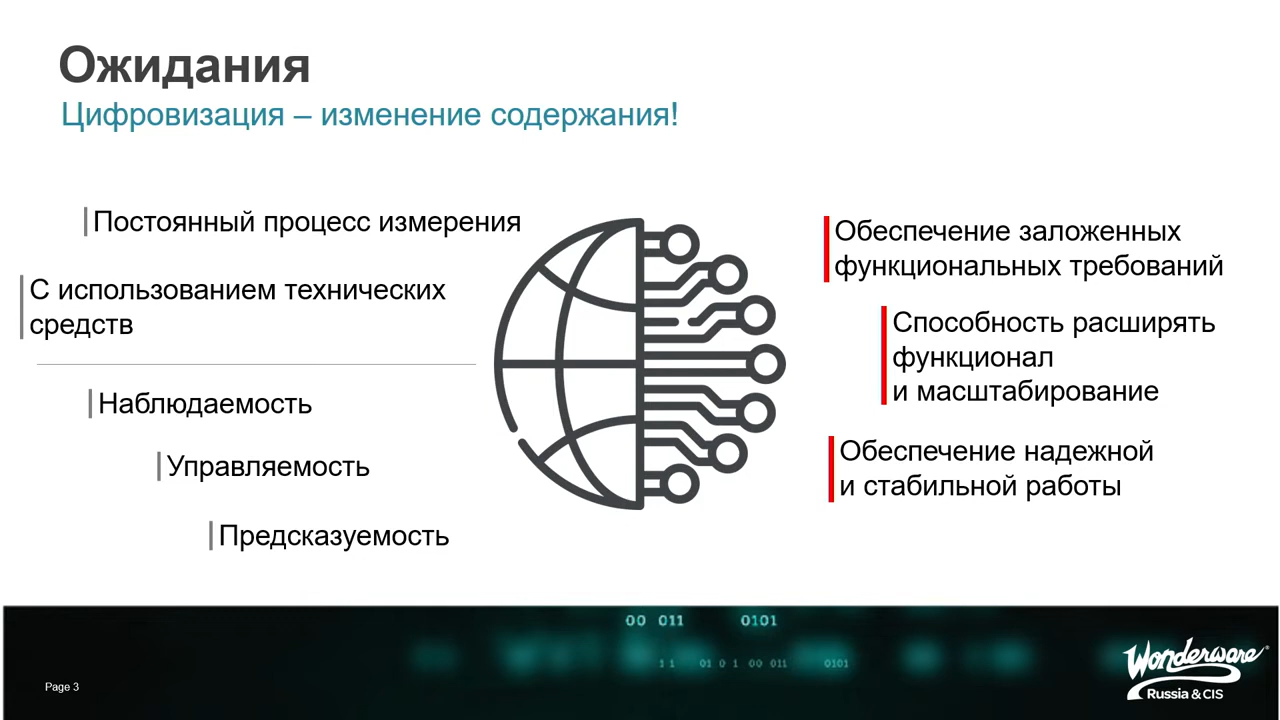 Ожидания
Цифровизация – изменение содержания!
Постоянный процесс измерения
С использованием технических
средств
Наблюдаемость
Управляемость
Предсказуемость
Обеспечение заложенных
функциональных требований
Способность расширять
функционал
и масштабирование
Обеспечение надежной
и стабильной работы
00 011 0101
1 1 01 0 1 00 011 0101
Page 3
Wonderware®
Russia & CIS